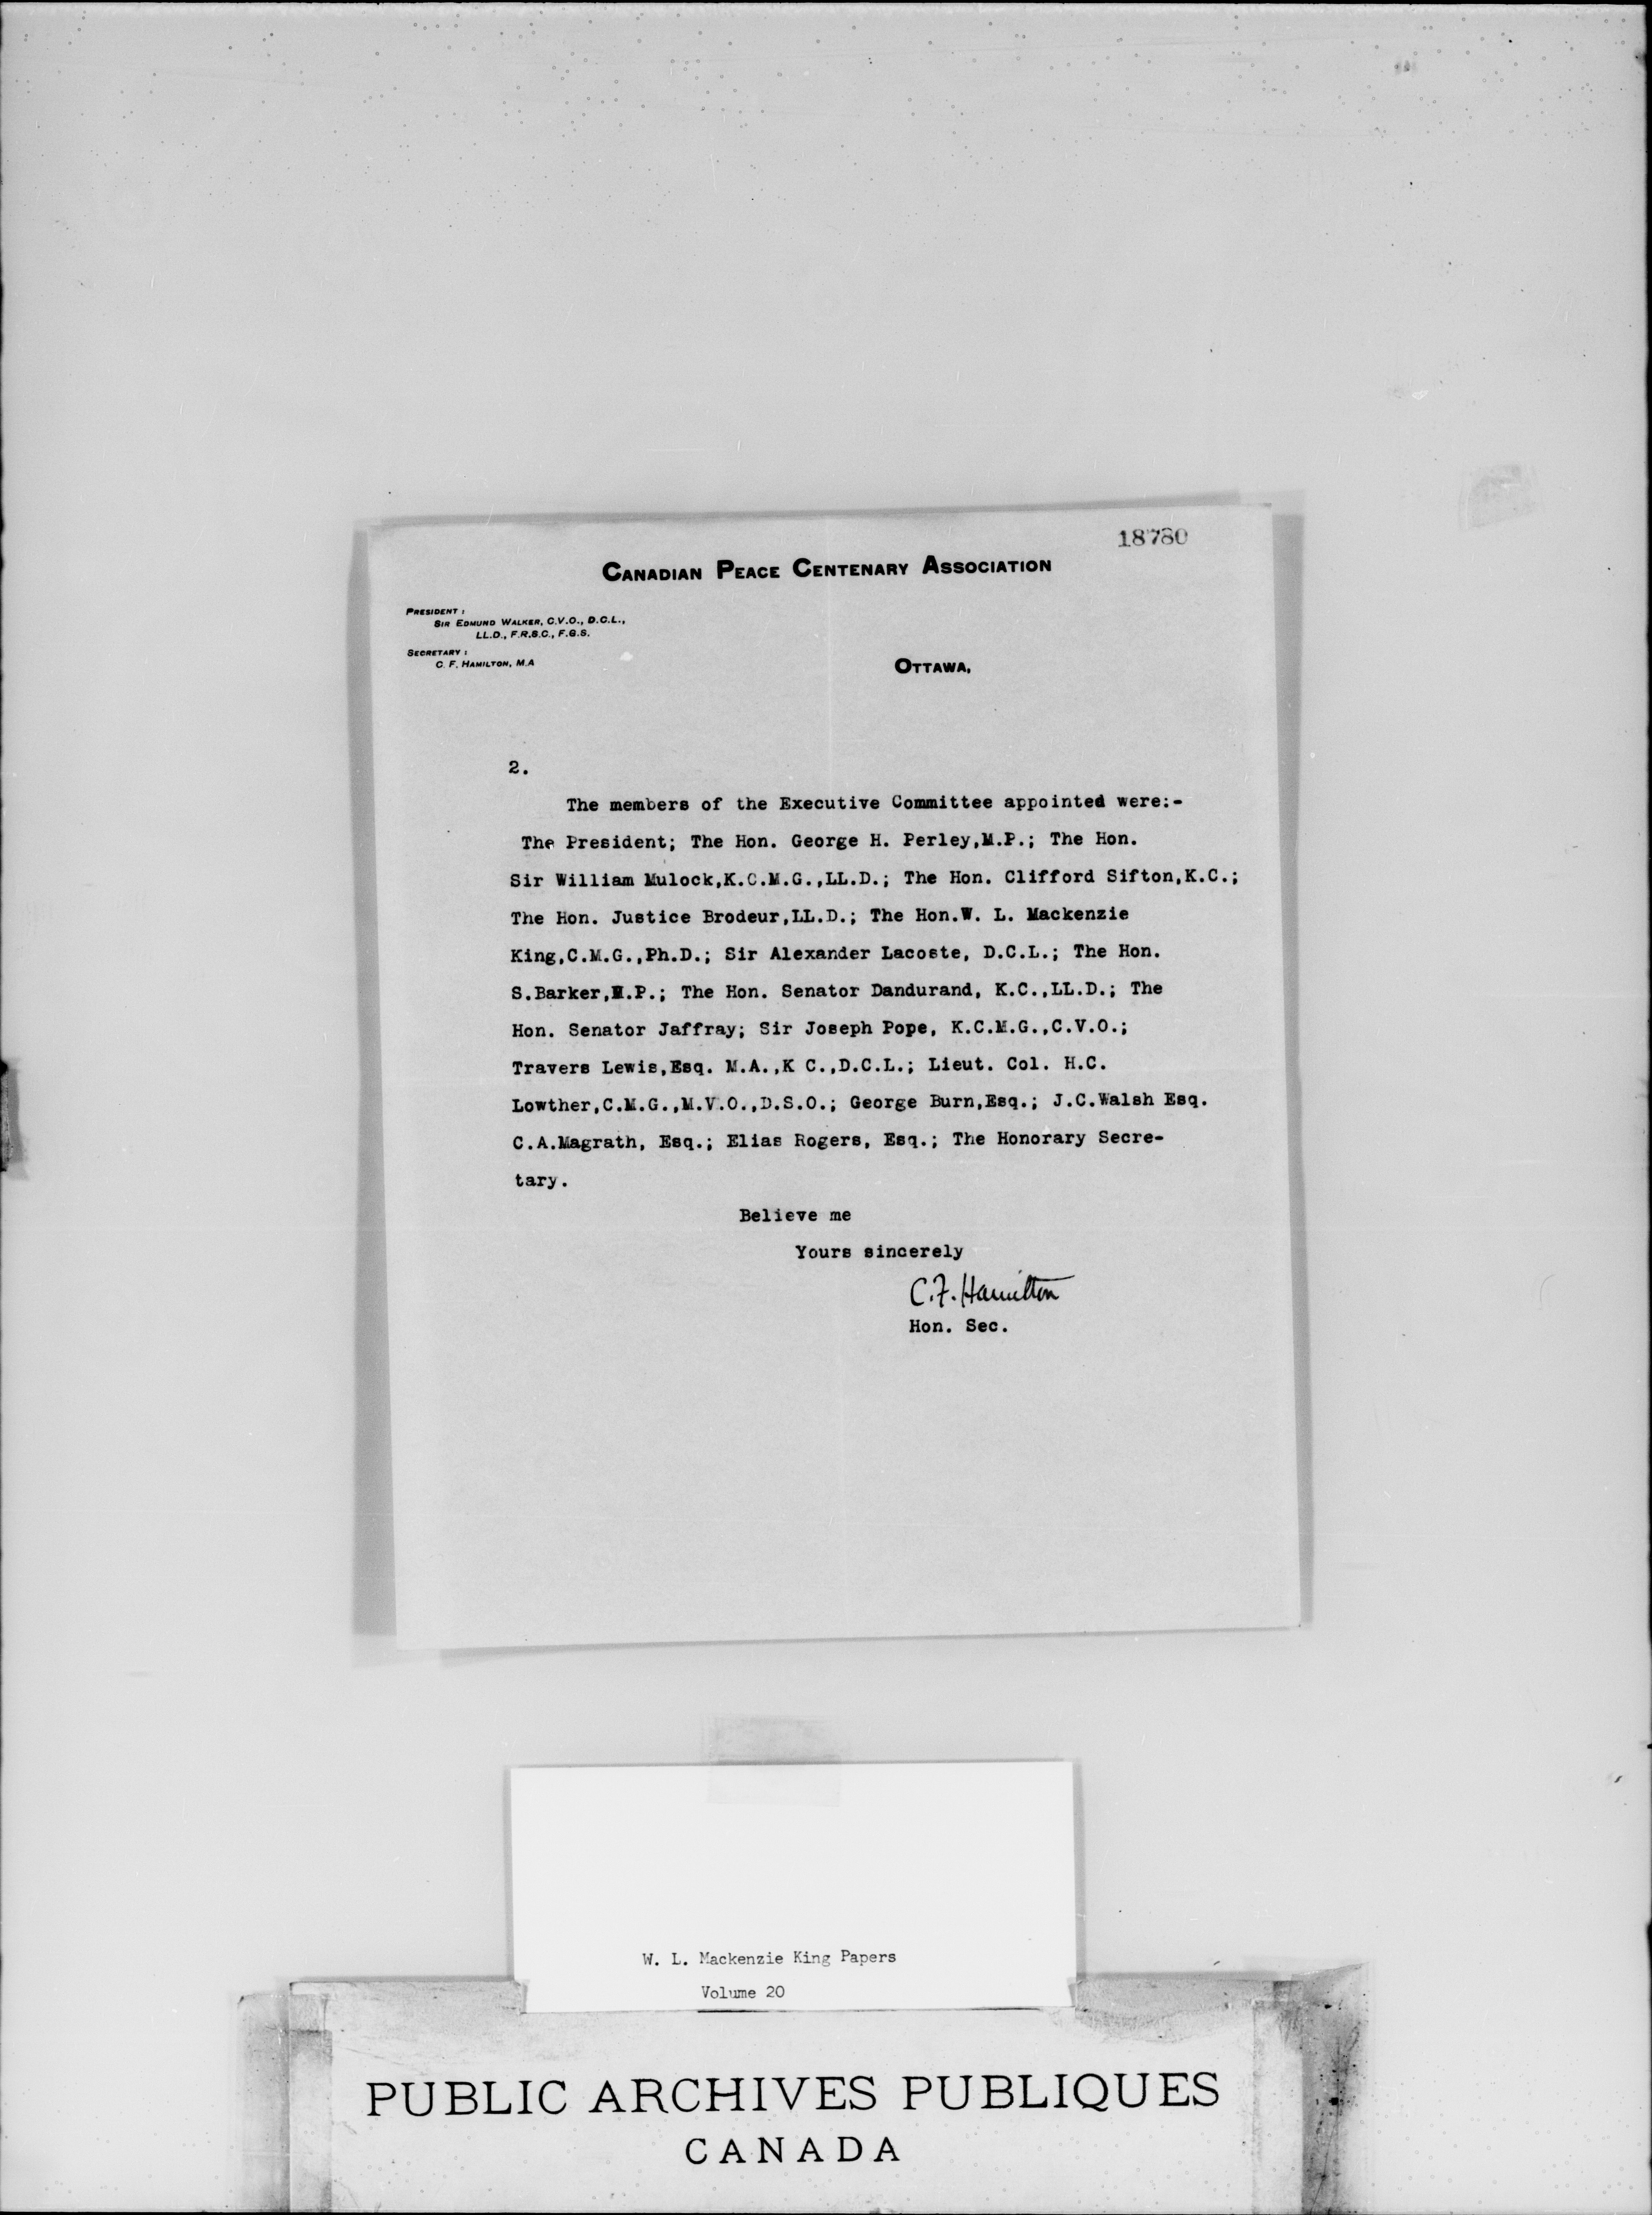 18780
CANADIAN PEACE CENTENARY ASSOCIATION
PRESIDENT:
SIR EDMUND WALKER, C.V.O., D.C.L.,
LL.D., F.R.S.C., F.G.S.
SECRETARY:
C. F. HAMILTON, M.A
OTTAWA,
2.
The members of the Executive Committee appointed were:-
The President; The Hon. George H. Perley,M.P.; The Hon.
Sir William Mulock,K.C.M.G.,LL.D.; The Hon. Clifford Sifton,K.C.;
The Hon. Justice Brodeur,LL.D.; The Hon.W. L. Mackenzie
King,C.M.G.,Ph.D.; Sir Alexander Lacoste, D.C.L.; The Hon.
S.Barker,M.P.; The Hon. Senator Dandurand, K.C.,LL.D.; The
Hon. Senator Jaffray; Sir Joseph Pope, K.C.M.G.,C.V.O.;
Travers Lewis,Esq. M.A.,K C.,D.C.L.; Lieut. Col. H.C.
Lowther,C.M.G.,M.V.O.,D.S.O.; George Burn,Esq.; J.C.Walsh Esq.
C.A.Magrath, Esq.; Elias Rogers, Esq.; The Honorary Secre-
tary.
Believe me
Yours sincerely
C.F. Hamilton
Hon. Sec.
W. L. Mackenzie King Papers
Volume 20
PUBLIC ARCHIVES PUBLIQUES
CANADA